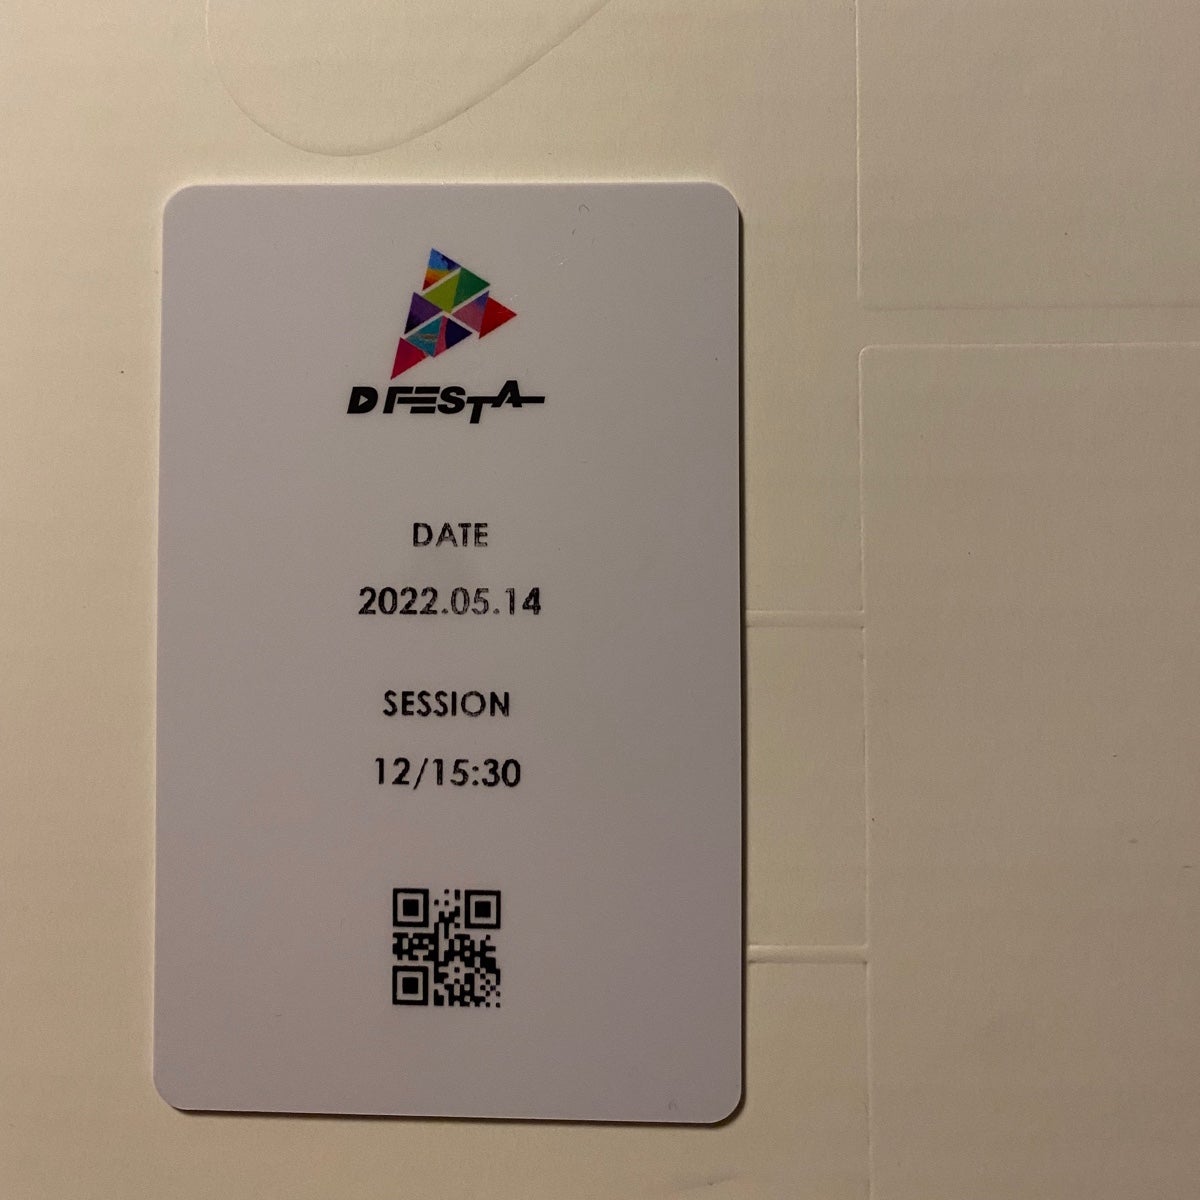 D FESTA
DATE
2022.05.14
SESSION
12/15:30